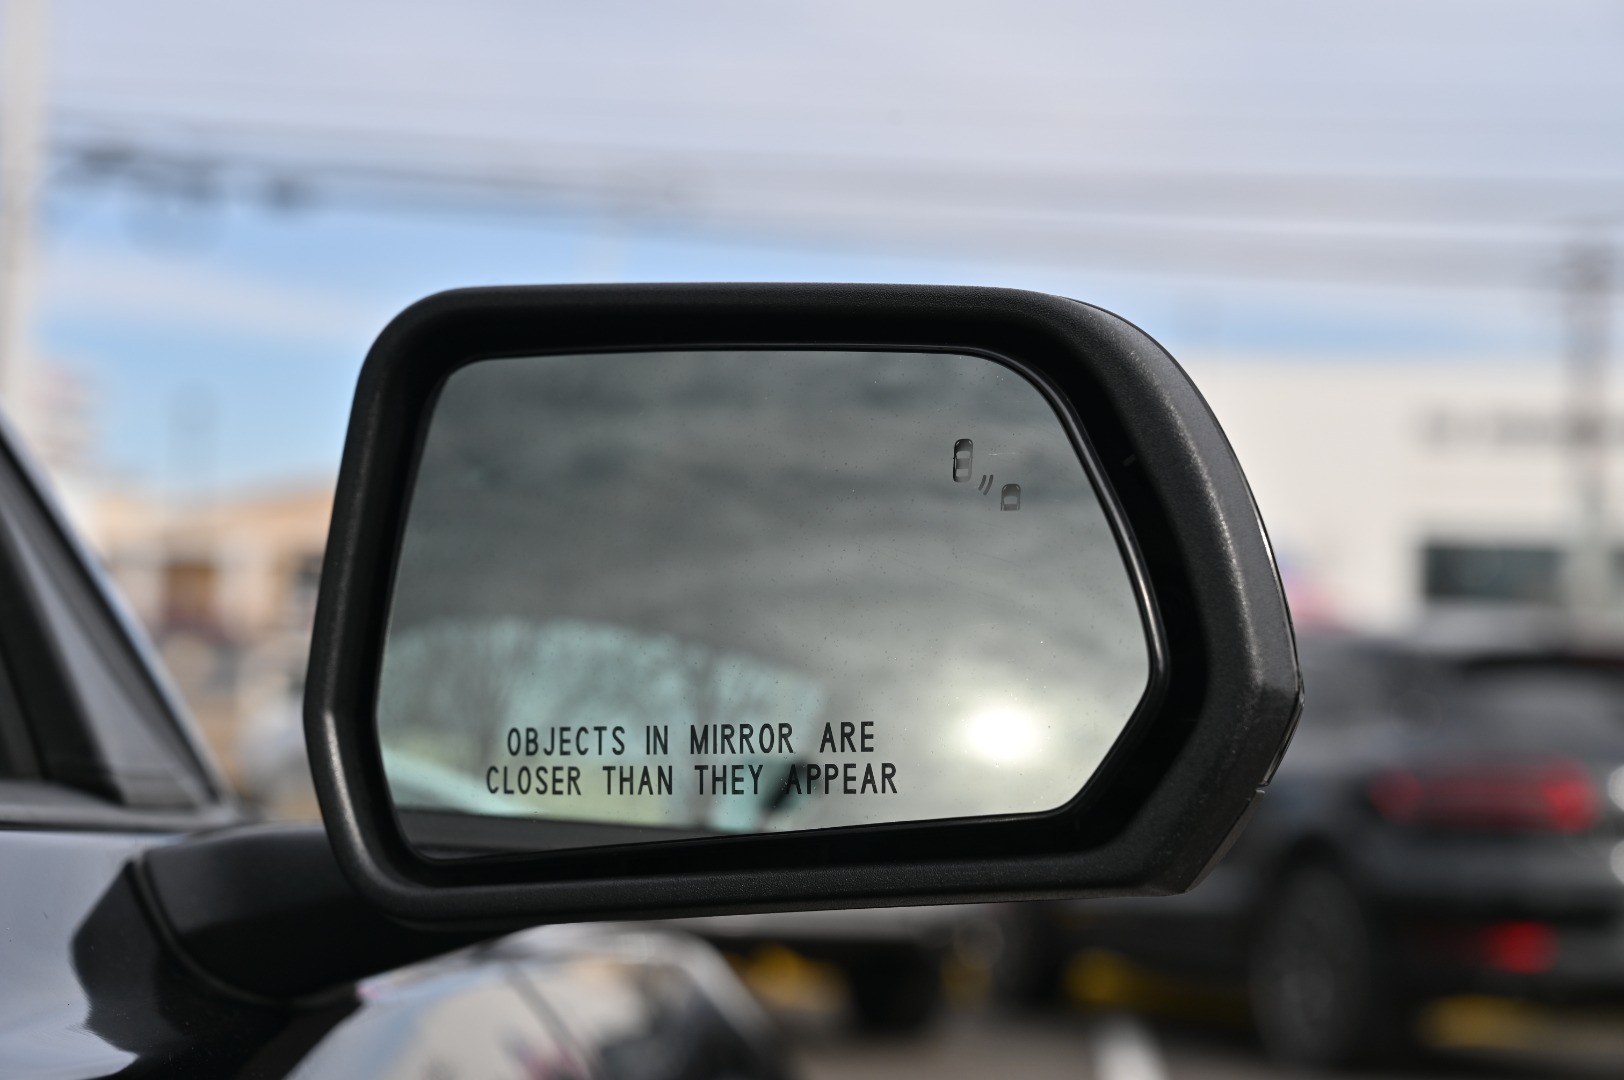 OBJECTS IN MIRROR ARE
CLOSER THAN THEY APPEAR